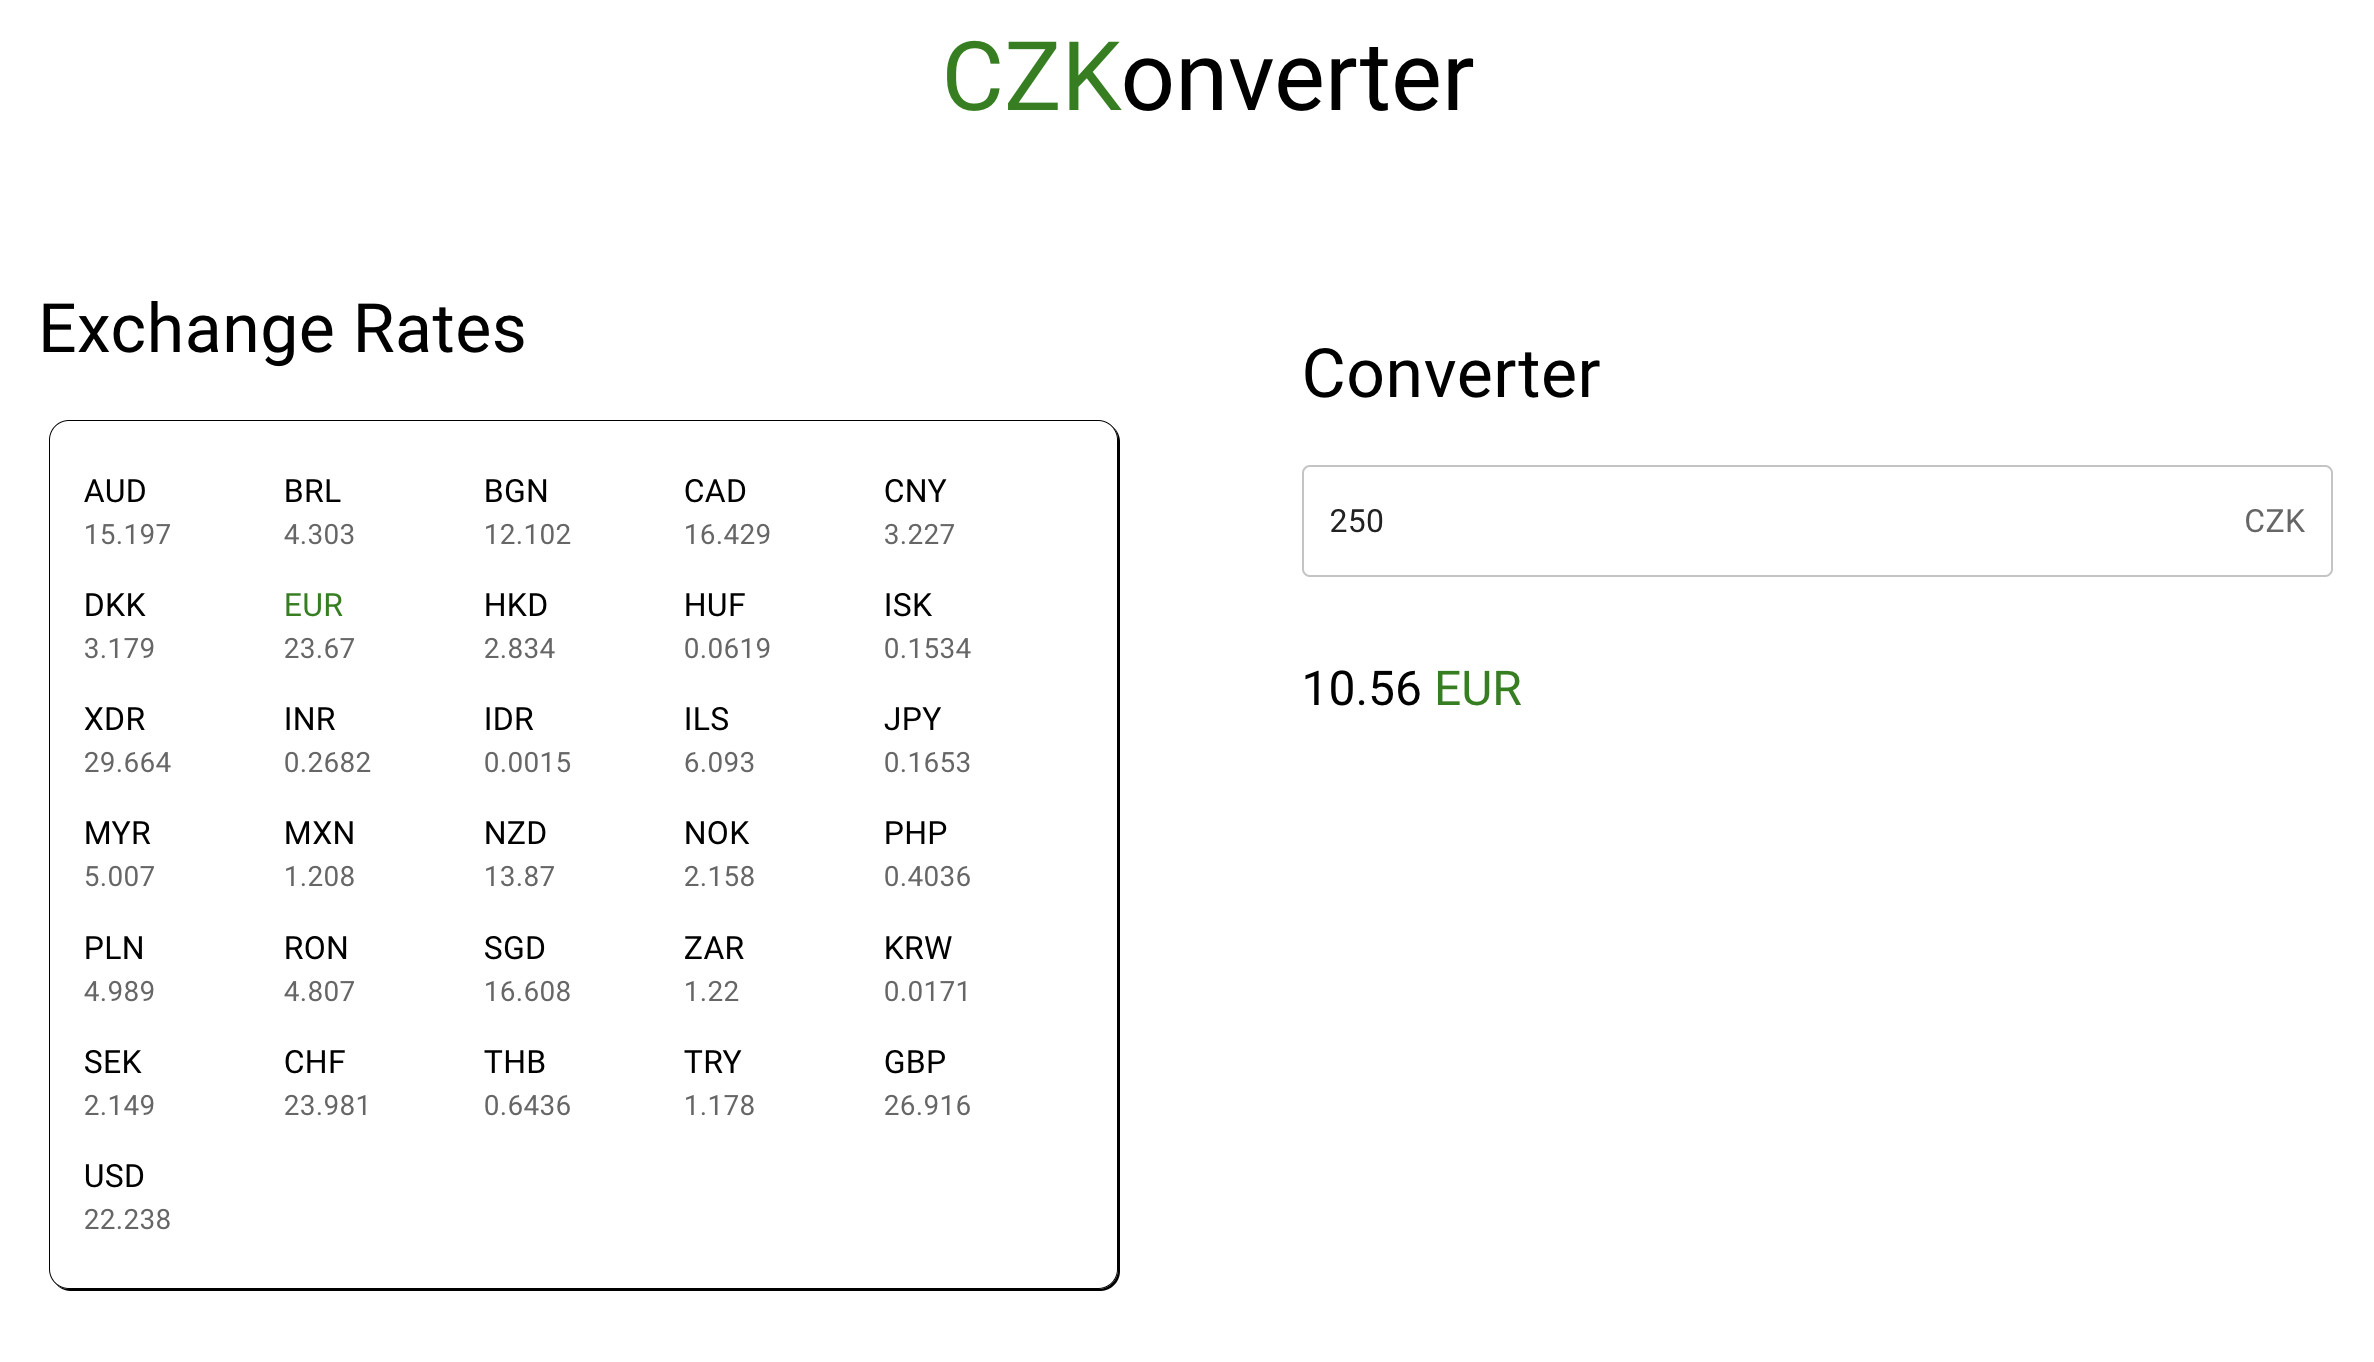 CZKonverter
Exchange Rates
AUD BRL BGN CAD CNY
15.197 4.303 12.102 16.429 3.227
DKK EUR HKD HUF ISK
3.179 23.67 2.834 0.0619 0.1534
XDR INR IDR ILS JPY
29.664 0.2682 0.0015 6.093 0.1653
MYR MXN NZD NOK PHP
5.007 1.208 13.87 2.158 0.4036
PLN RON SGD ZAR KRW
4.989 4.807 16.608 1.22 0.0171
SEK CHF THB TRY GBP
2.149 23.981 0.6436 1.178 26.916
USD
22.238
Converter
250 CZK
10.56 EUR